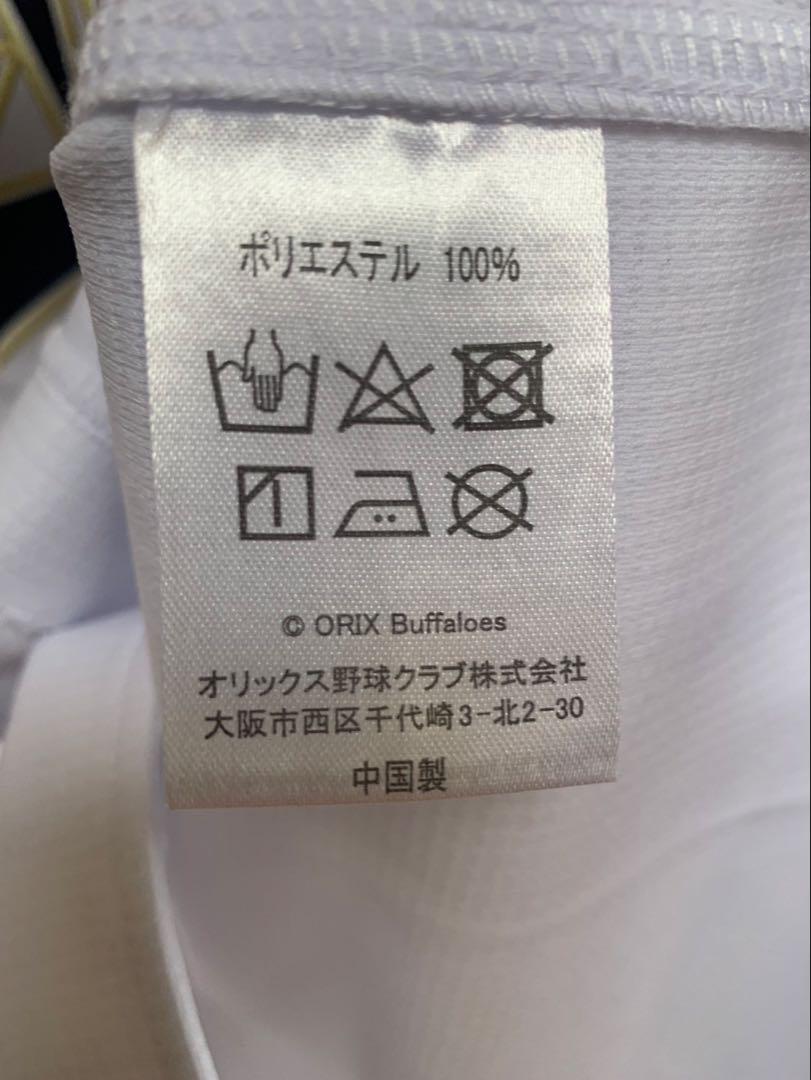 ポリエステル 100%
© ORIX Buffaloes
オリックス野球クラブ株式会社
大阪市西区千代崎3-北2-30
中国製